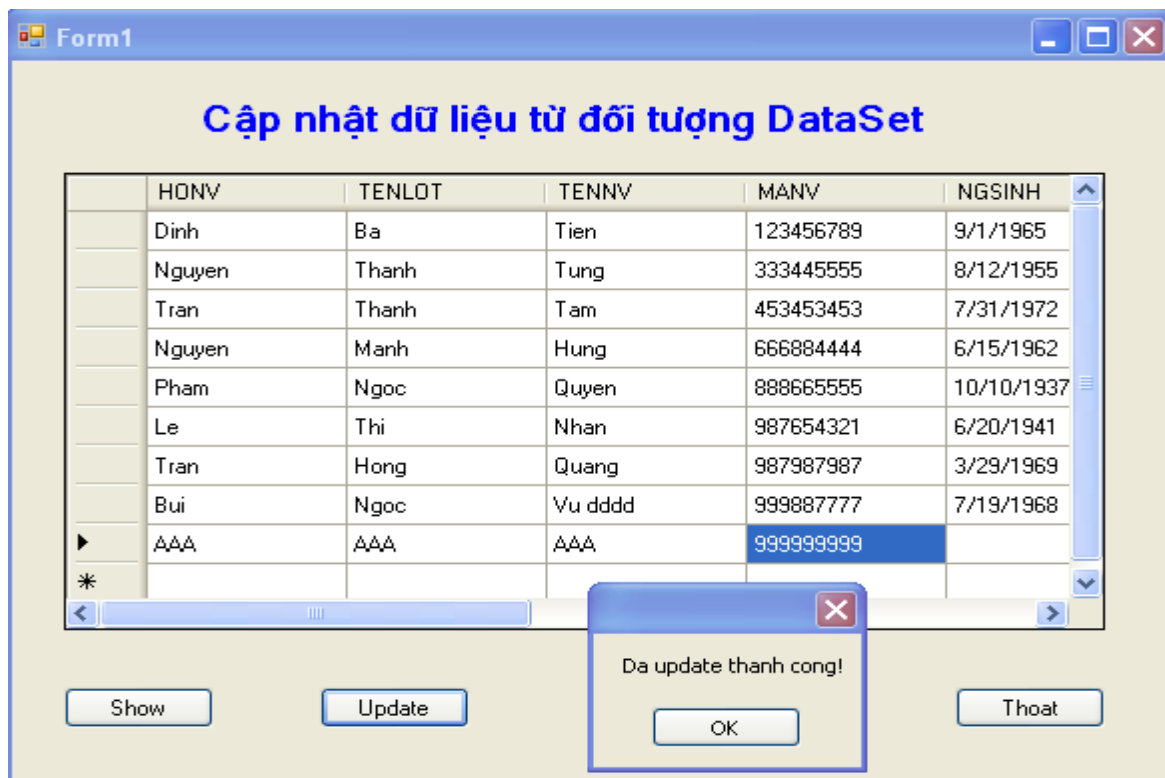 Form1
Cập nhật dữ liệu từ đối tượng DataSet
HONV TENLOT TENNV MANV NGSINH
Dinh Ba Tien 123456789 9/1/1965
Nguyen Thanh Tung 333445555 8/12/1955
Tran Thanh Tam 453453453 7/31/1972
Nguyen Manh Hung 666884444 6/15/1962
Pham Ngoc Quyen 888665555 10/10/1937
Le Thi Nhan 987654321 6/20/1941
Tran Hong Quang 987987987 3/29/1969
Bui Ngoc Vu dddd 999887777 7/19/1968
AAA AAA AAA 999999999
Da update thanh cong!
Show Update OK Thoat